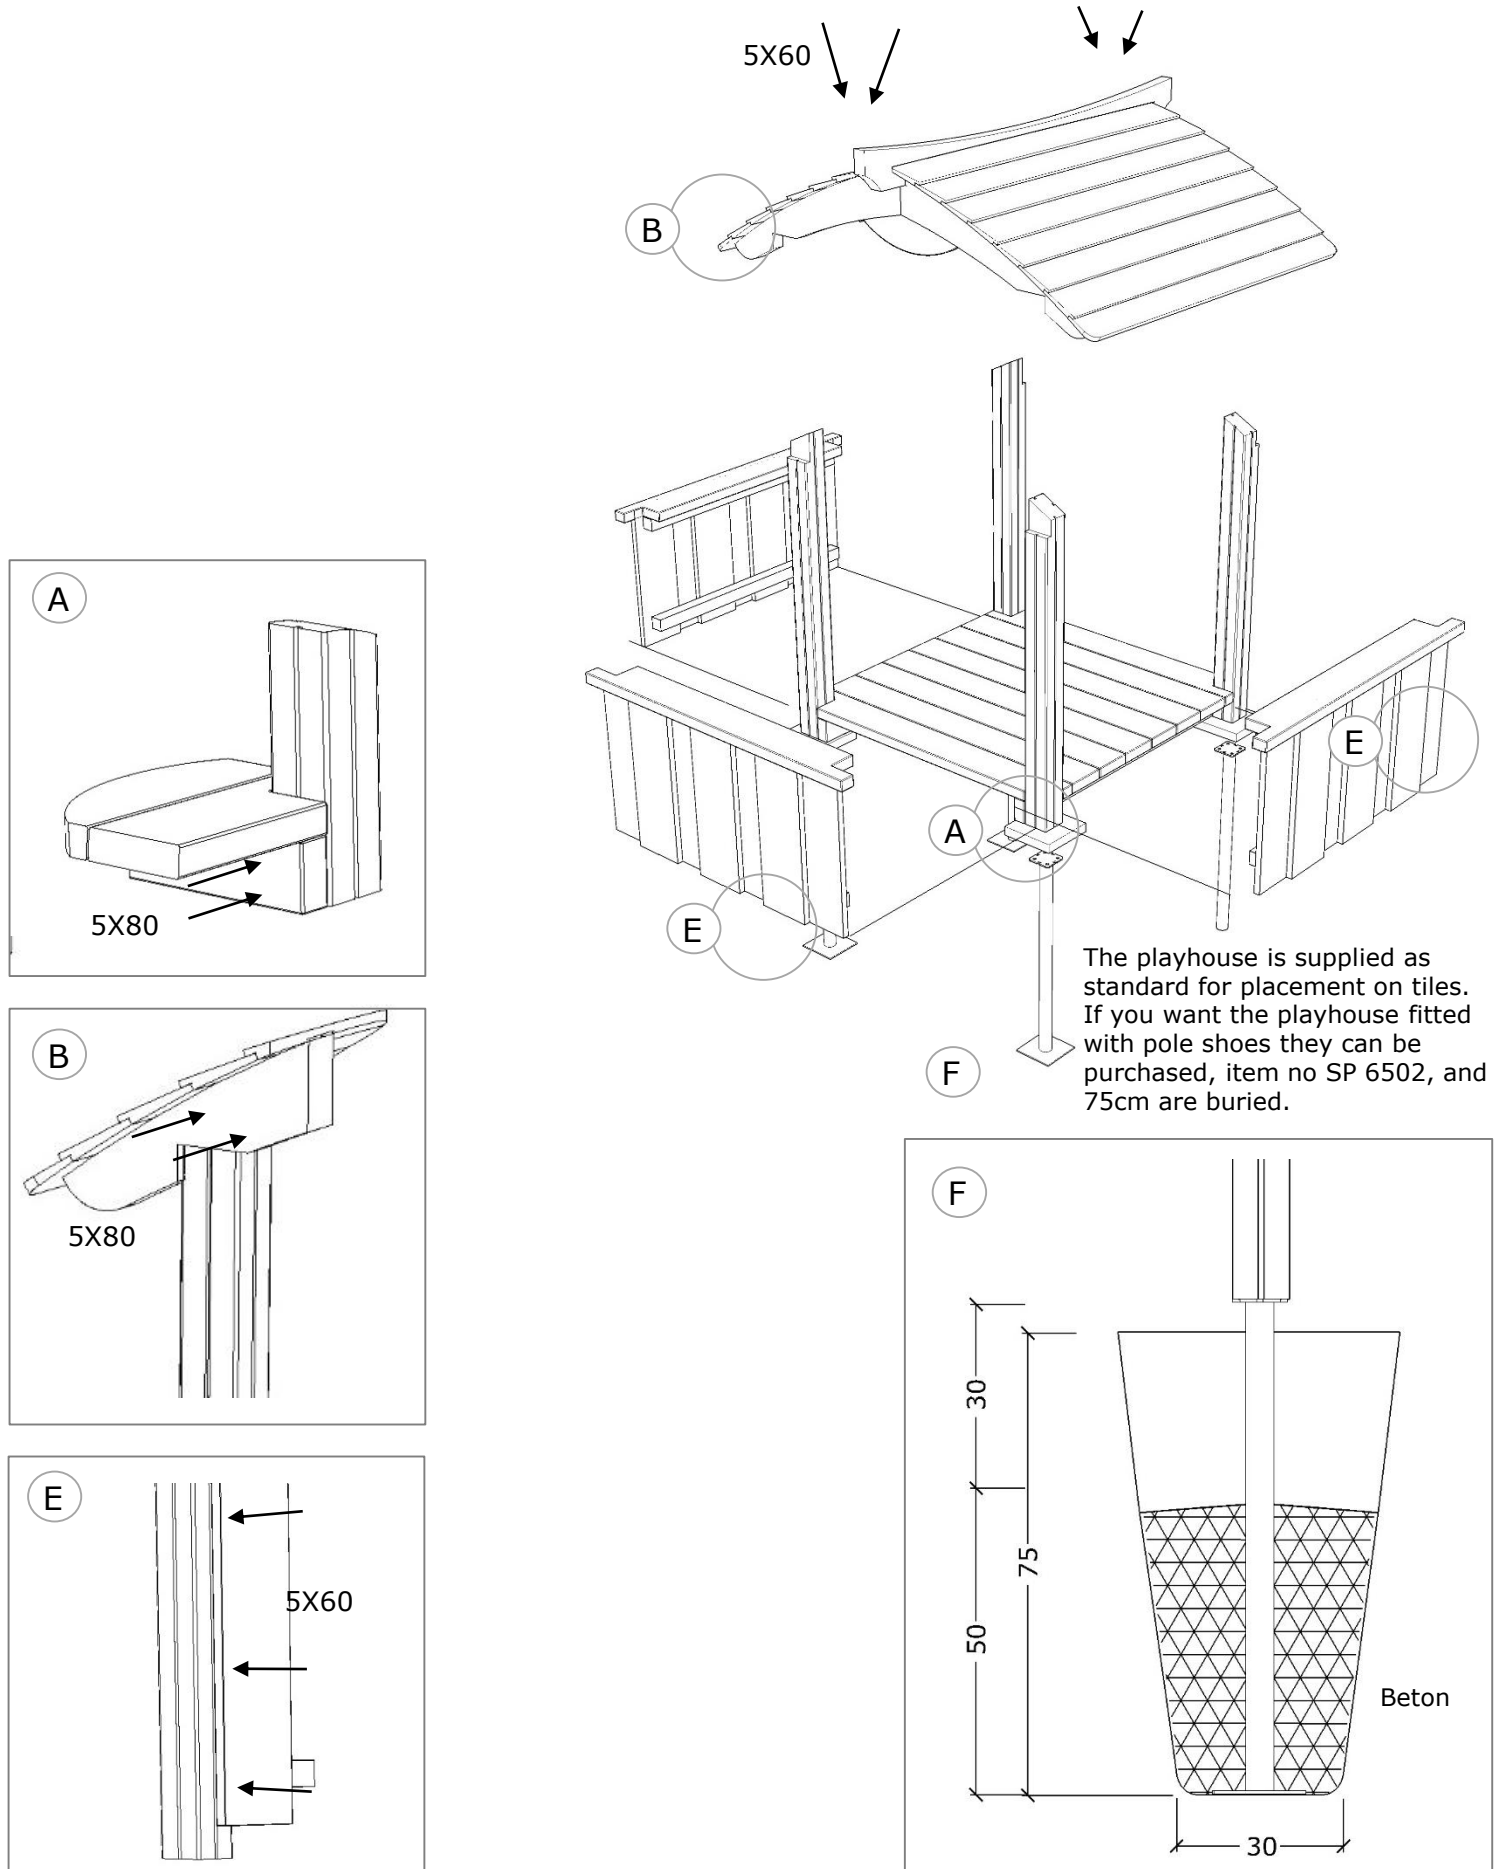 5X60
B
E
A
E
The playhouse is supplied as
standard for placement on tiles.
If you want the playhouse fitted
with pole shoes they can be
purchased, item no SP 6502, and
75cm are buried.
F
A
5X80
B
5X80
E
5X60
F
30
75
50
Beton
30